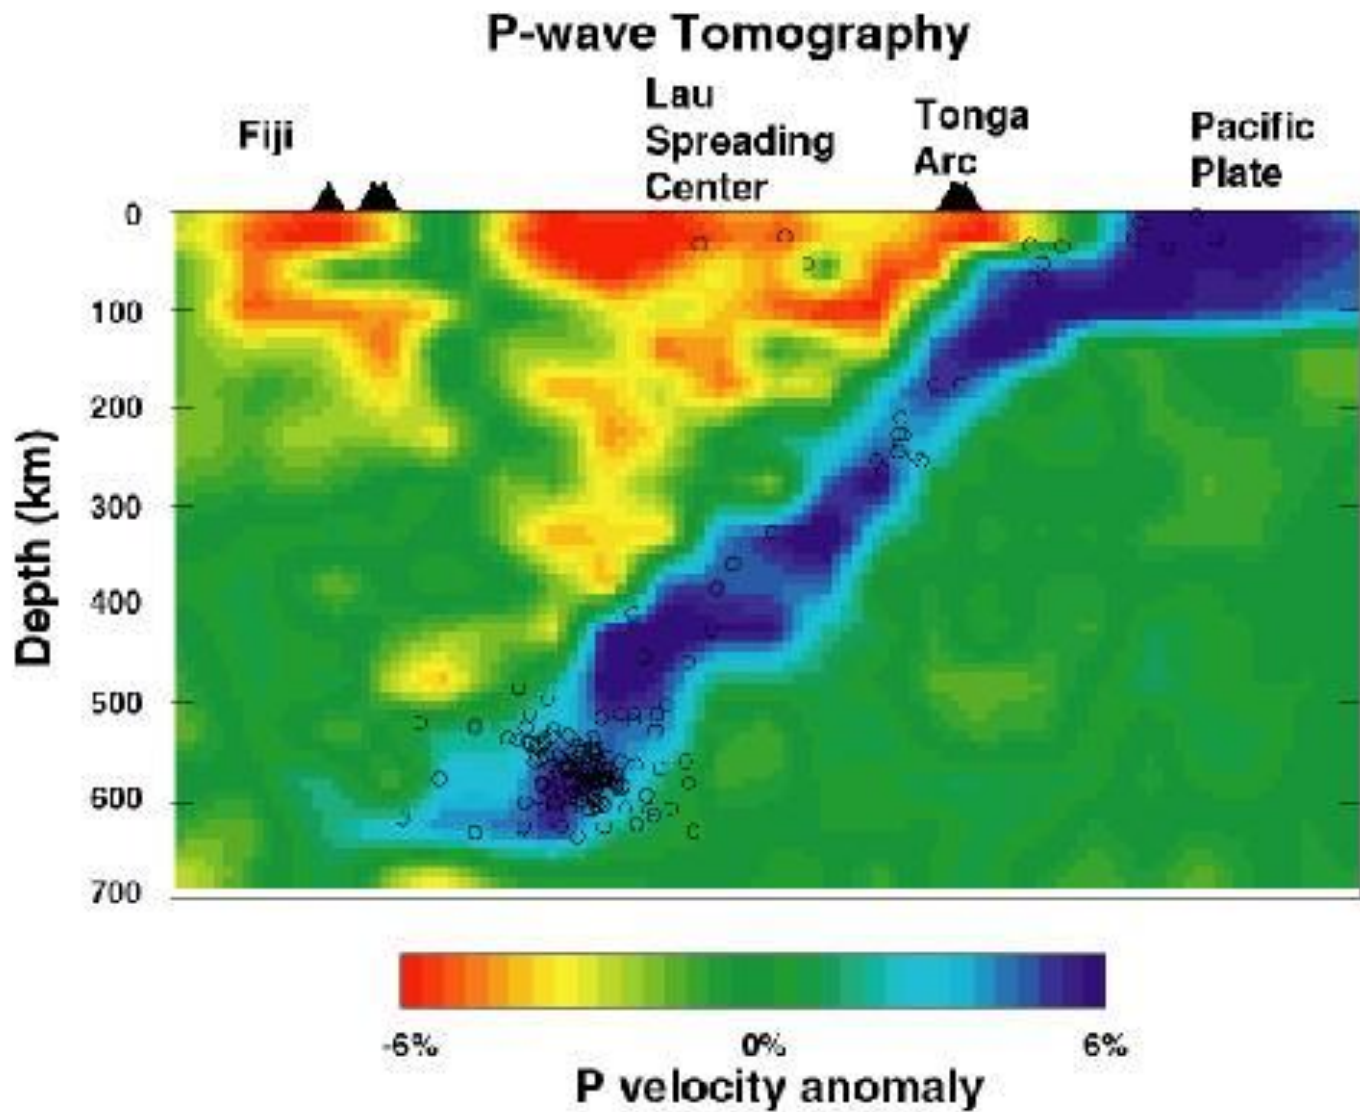 P-wave Tomography
Fiji
Lau
Spreading
Center
Tonga
Arc
Pacific
Plate
Depth (km)
0
100
200
300
400
500
600
700
-6%
0%
6%
P velocity anomaly